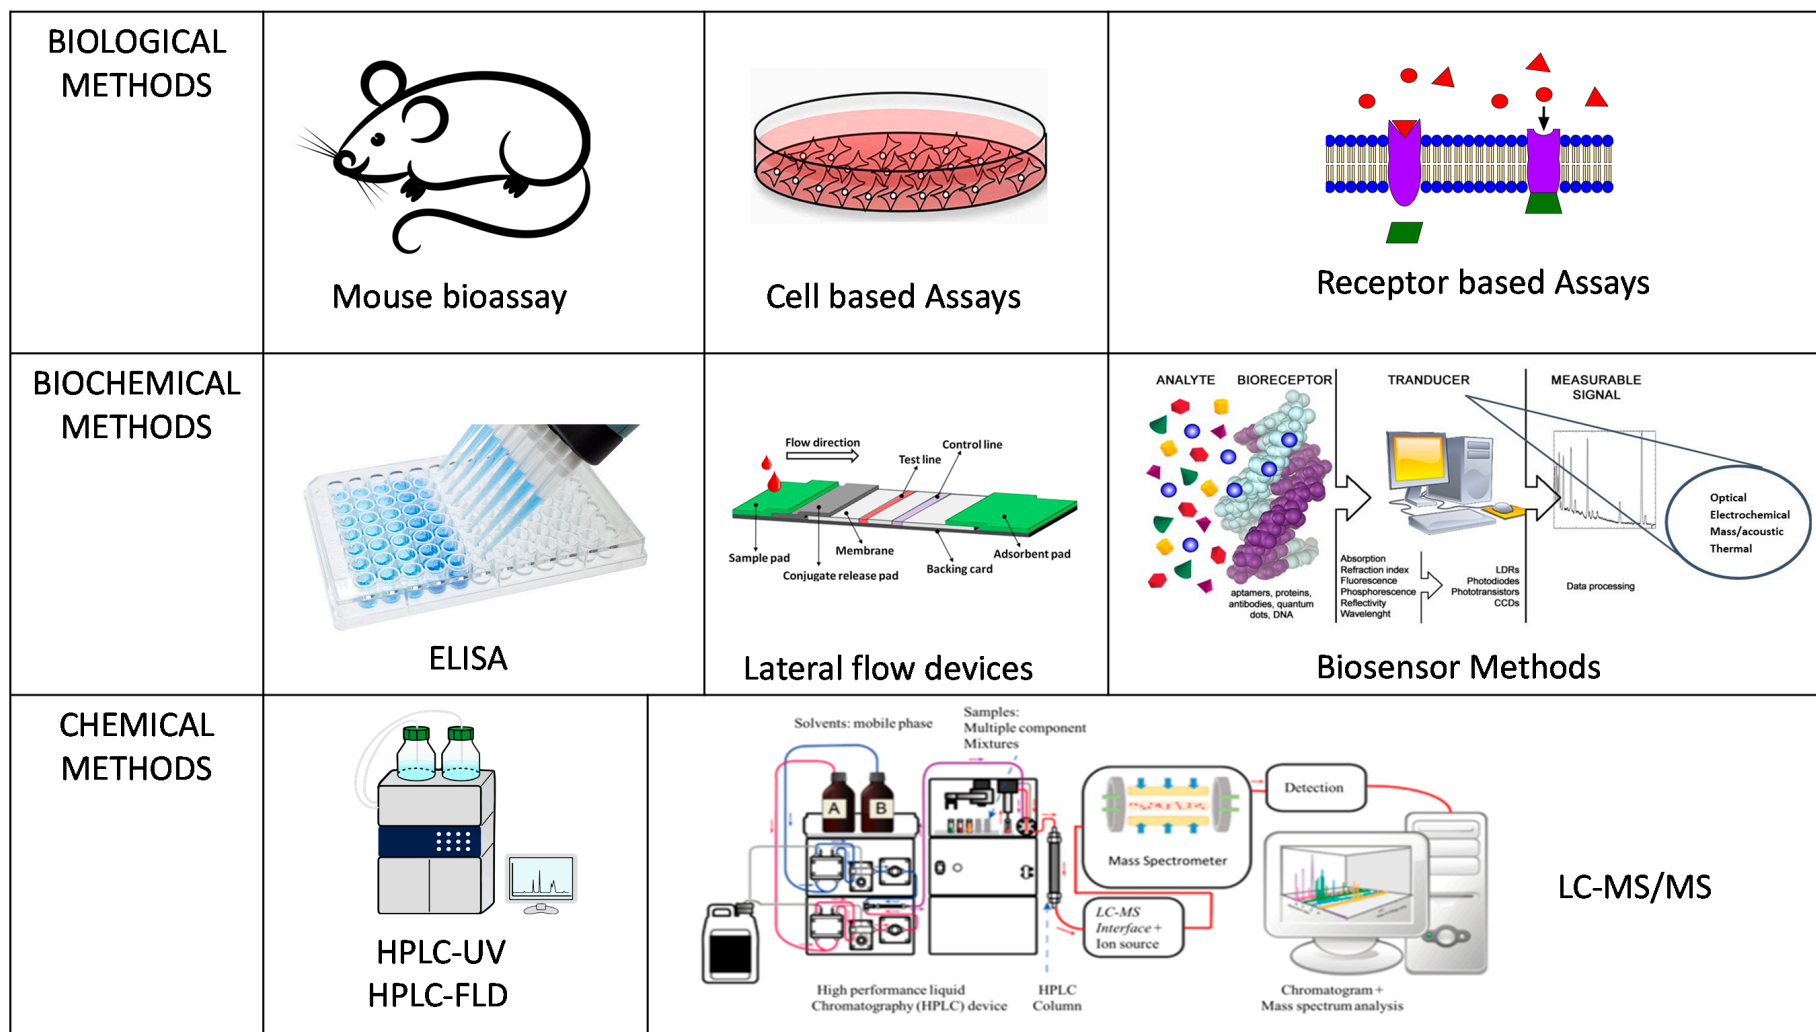 BIOLOGICAL
METHODS
Mouse bioassay
Cell based Assays
Receptor based Assays
BIOCHEMICAL
METHODS
ELISA
Flow direction
Control line
Test line
Sample pad
Conjugate release pad
Membrane
Backing card
Adsorbent pad
Lateral flow devices
ANALYTE
BIORECEPTOR
TRANDUCER
MEASURABLE
SIGNAL
Optical
Electrochemical
Mass/acoustic
Thermal
aptamers, proteins,
antibodies, quantum
dots, DNA
Absorption
Refraction index
Fluorescence
Phosphorescence
Reflectivity
Wavelenght
LDRs
Photodiodes
Phototransistors
CCDs
Data processing
Biosensor Methods
CHEMICAL
METHODS
HPLC-UV
HPLC-FLD
Solvents: mobile phase
Samples:
Multiple component
Mixtures
A
B
Mass Spectrometer
Detection
LC-MS
Interface +
Ion source
High performance liquid
Chromatography (HPLC) device
HPLC
Column
Chromatogram +
Mass spectrum analysis
LC-MS/MS